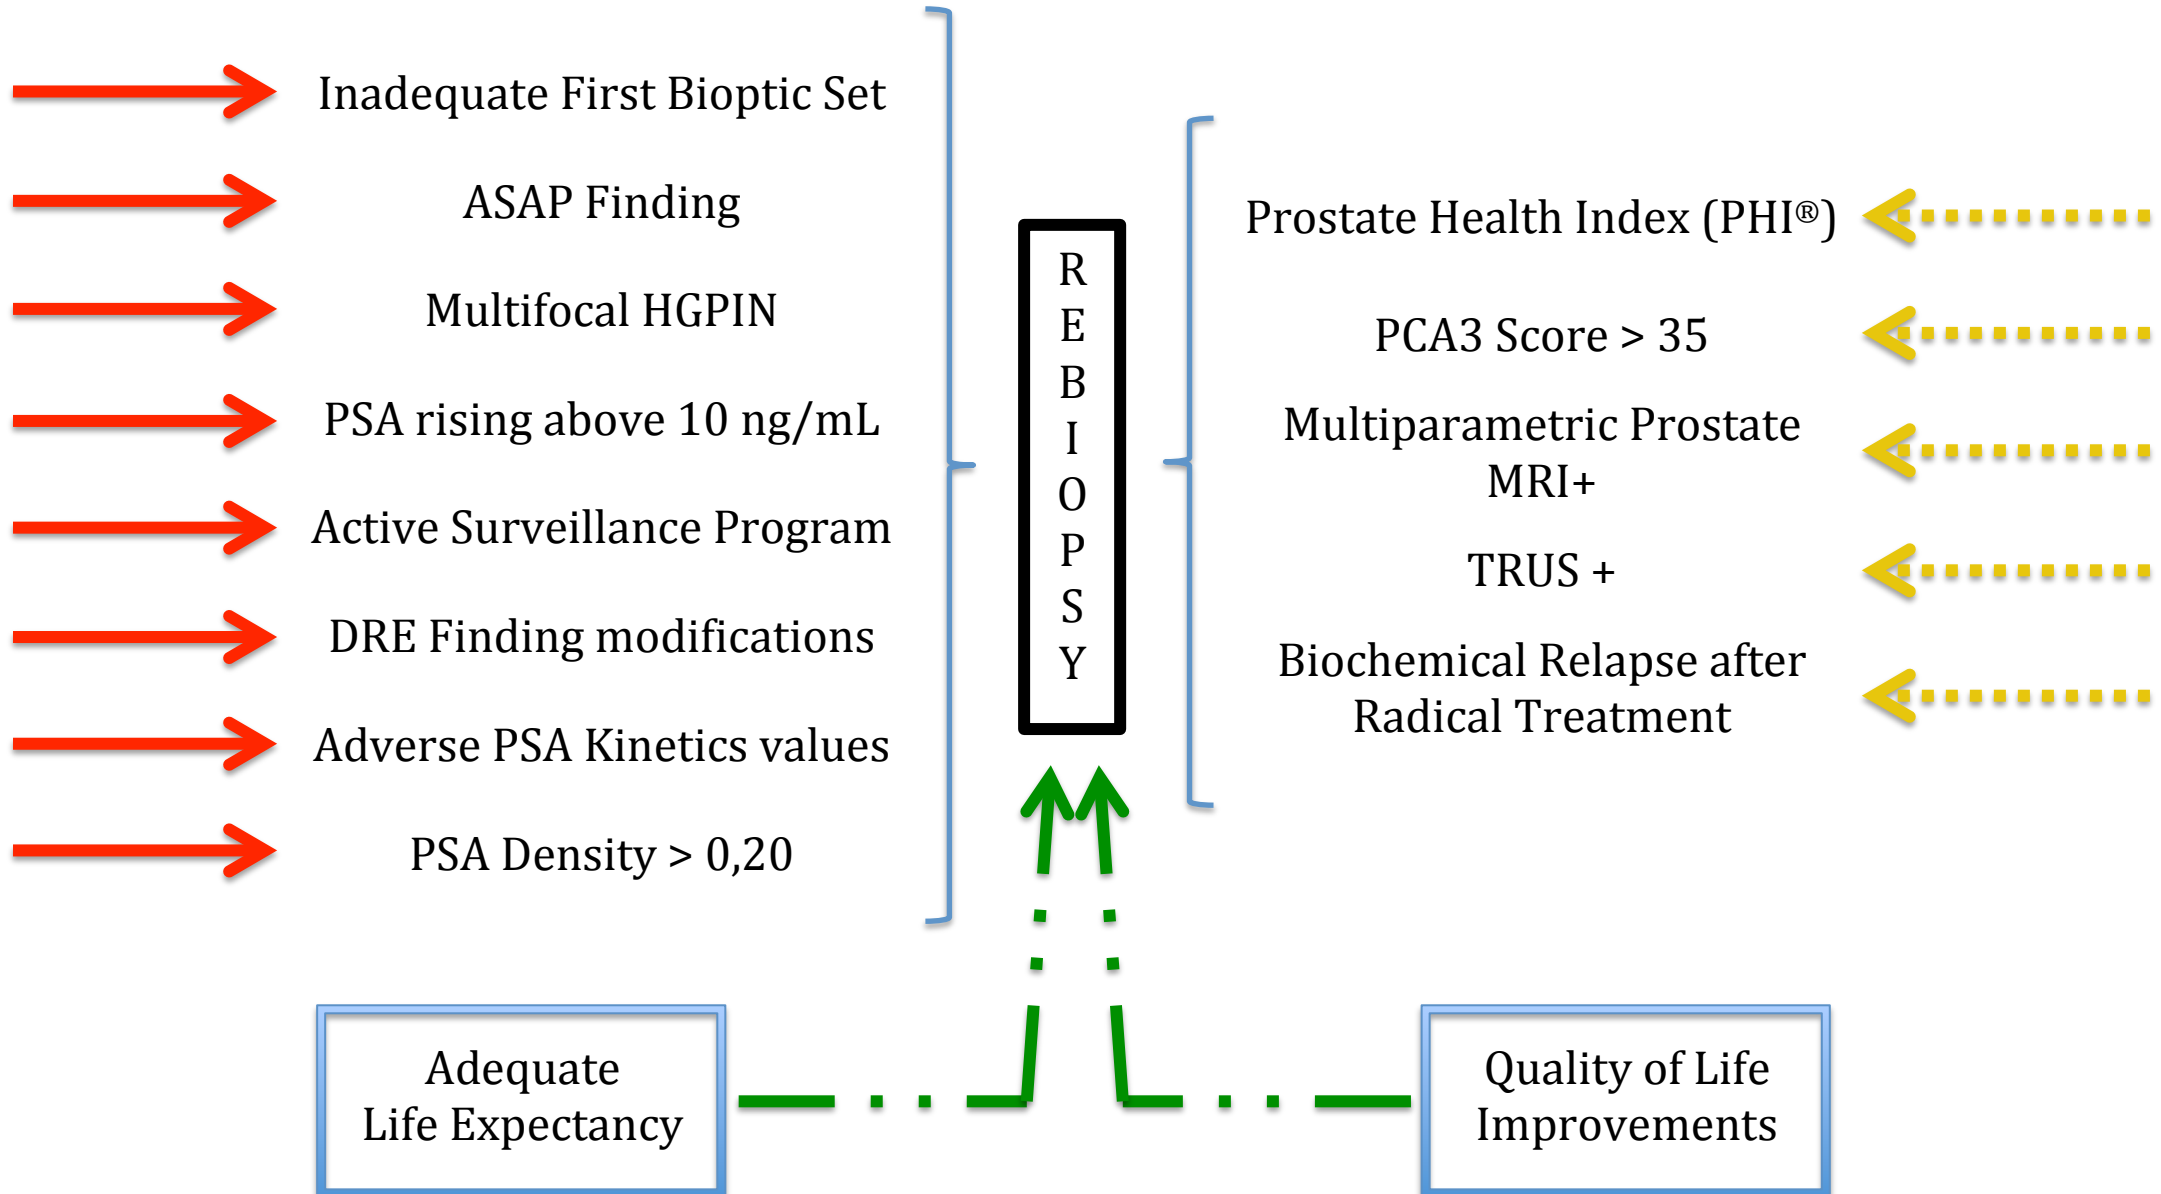 Inadequate First Bioptic Set
ASAP Finding
Multifocal HGPIN
PSA rising above 10 ng/mL
Active Surveillance Program
DRE Finding modifications
Adverse PSA Kinetics values
PSA Density > 0,20
R
E
B
I
O
P
S
Y
Prostate Health Index (PHI®)
PCA3 Score > 35
Multiparametric Prostate
MRI+
TRUS +
Biochemical Relapse after
Radical Treatment
Adequate
Life Expectancy
Quality of Life
Improvements